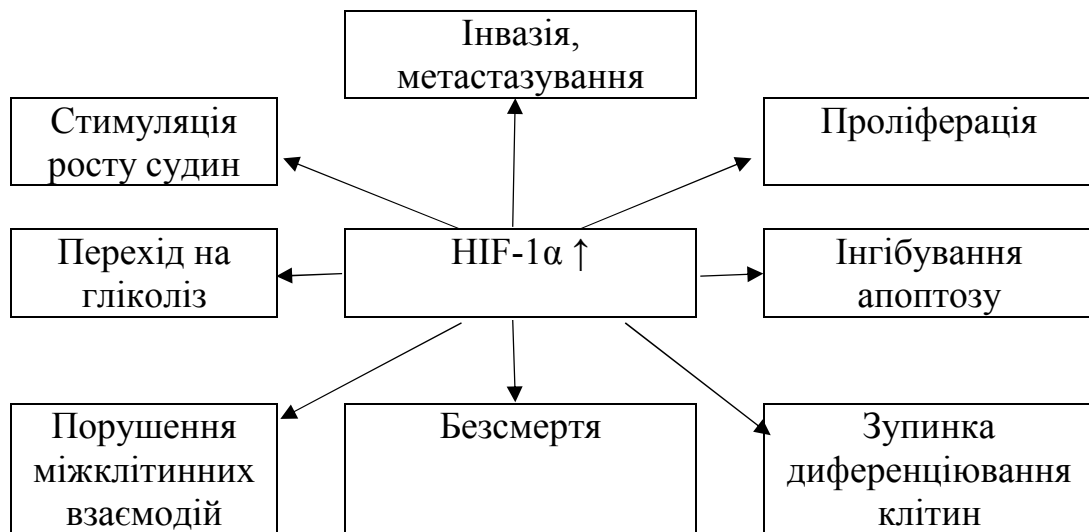 Інвазія,
метастазування
Стимуляція
росту судин
Проліферація
Перехід на
гліколіз
HIF-1α ↑
Інгібування
апоптозу
Порушення
міжклітинних
взаємодій
Безсмертя
Зупинка
диференціювання
клітин